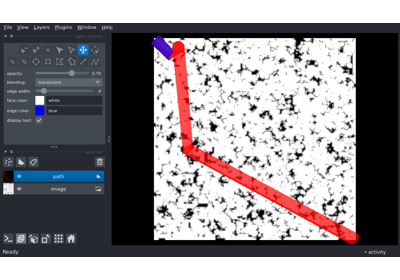 File View Layers Plugins Window Help
opacity: 0.70
blending: translucent
edge width:
face color: white
edge color: blue
display text:
path
Image
Ready activity